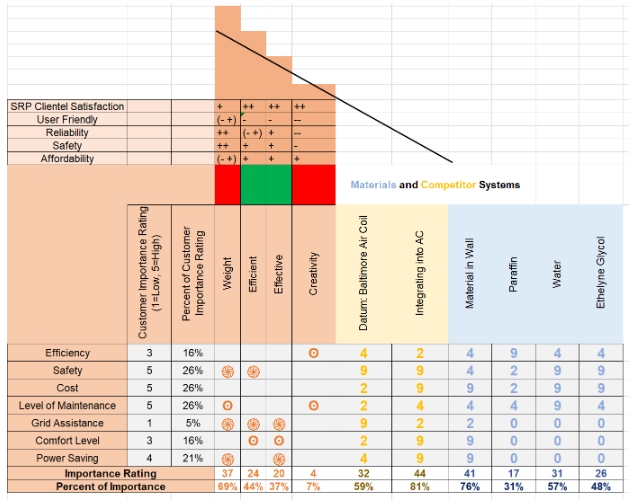 SRP Clientel Satisfaction + ++ ++ ++
User Friendly (- +) - - --
Reliability ++ (- +) + --
Safety ++ + + -
Affordability (- +) + + +
Materials and Competitor Systems
Customer Importance Rating
(1=Low, 5=High)
Percent of Customer
Importance Rating
Weight
Efficient
Effective
Creativity
Datum: Baltimore Air Coil
Integrating into AC
Material in Wall
Paraffin
Water
Ethelyne Glycol
Efficiency 3 16% 4 2 4 9 4 4
Safety 5 26% 9 9 4 2 9 9
Cost 5 26% 2 9 9 2 9 9
Level of Maintenance 5 26% 2 4 4 4 9 4
Grid Assistance 1 5% 9 2 2 0 0 0
Comfort Level 3 16% 2 9 9 0 0 0
Power Saving 4 21% 4 9 9 0 0 0
Importance Rating 37 24 20 4 32 44 41 17 31 26
Percent of Importance 69% 44% 37% 7% 59% 81% 76% 31% 57% 48%